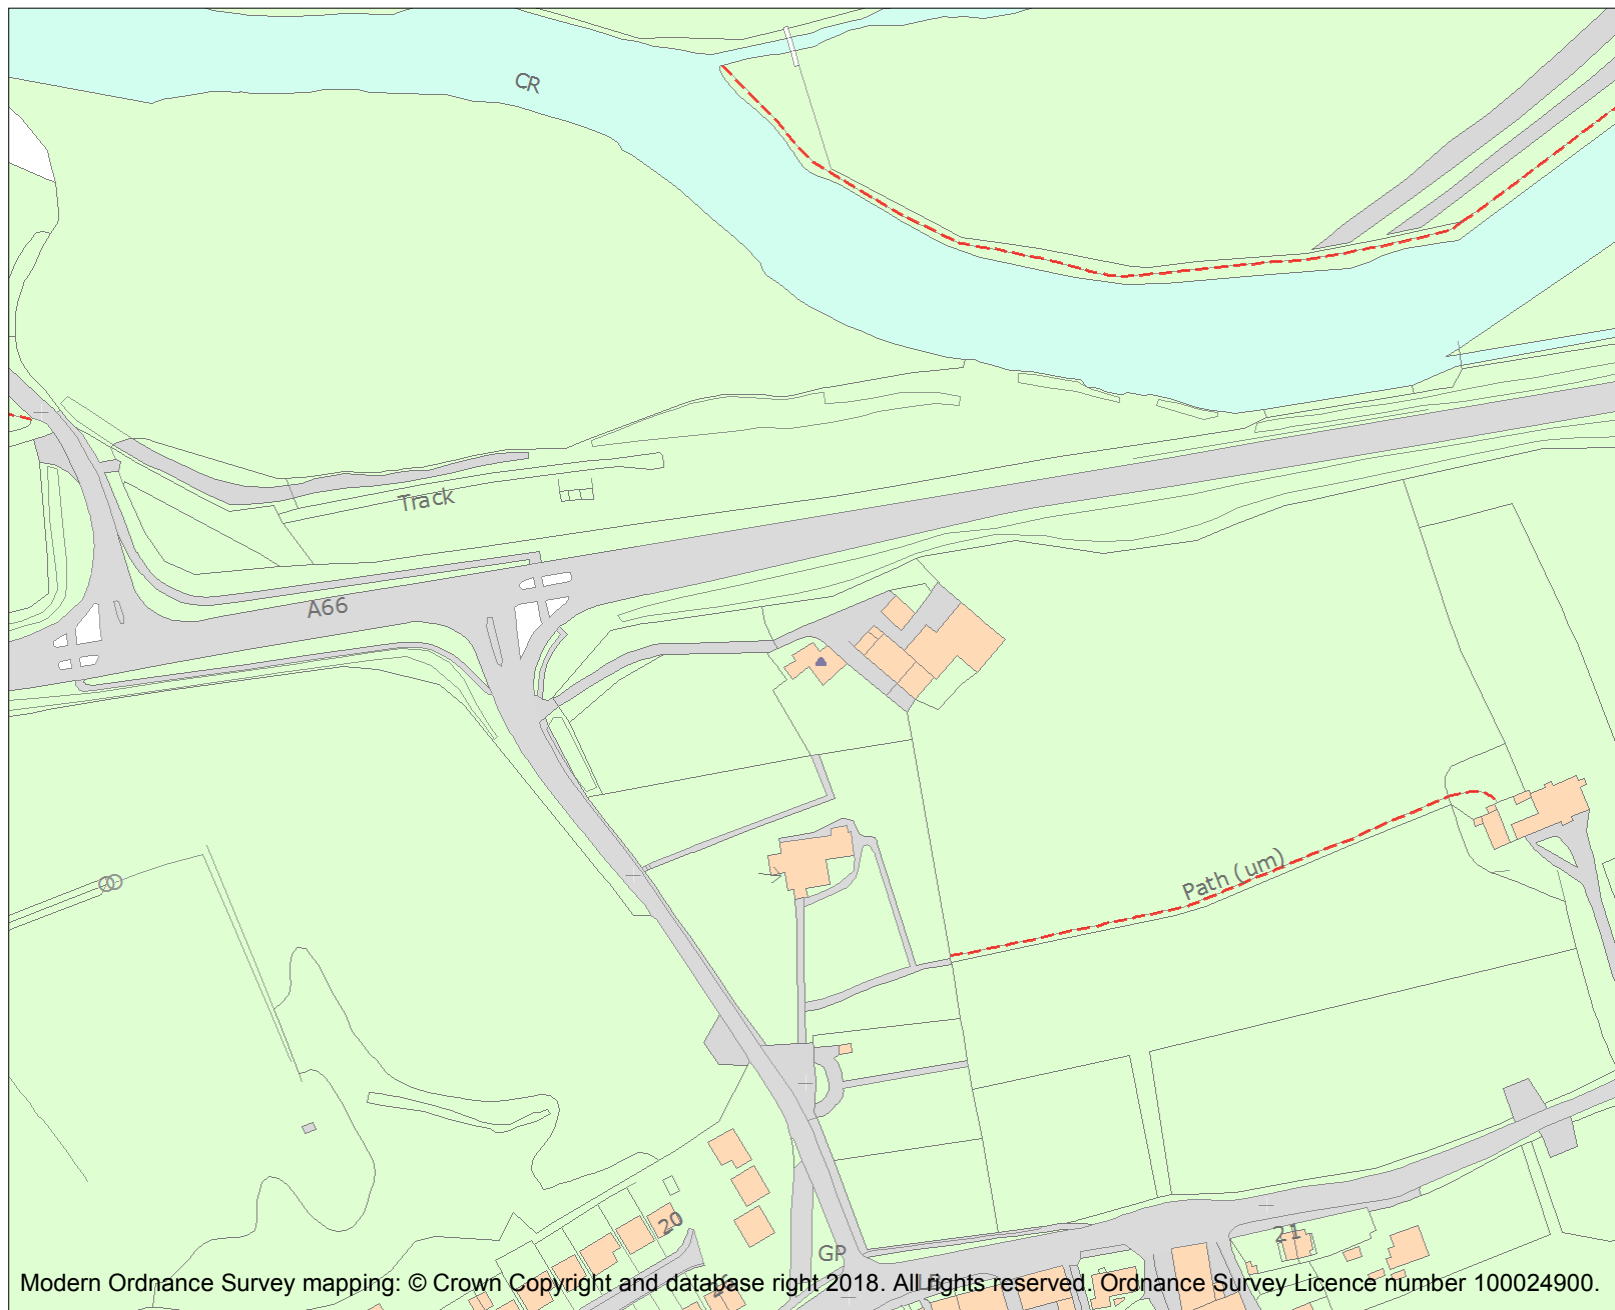 CR
Track
A66
Path (um)
20
21
GP
Modern Ordnance Survey mapping: © Crown Copyright and database right 2018. All rights reserved. Ordnance Survey Licence number 100024900.